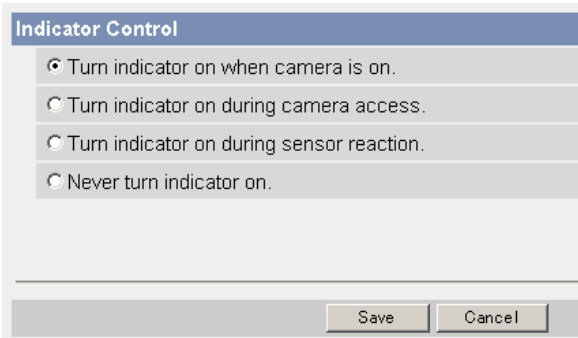 Indicator Control
Turn indicator on when camera is on.
Turn indicator on during camera access.
Turn indicator on during sensor reaction.
Never turn indicator on.
Save Cancel